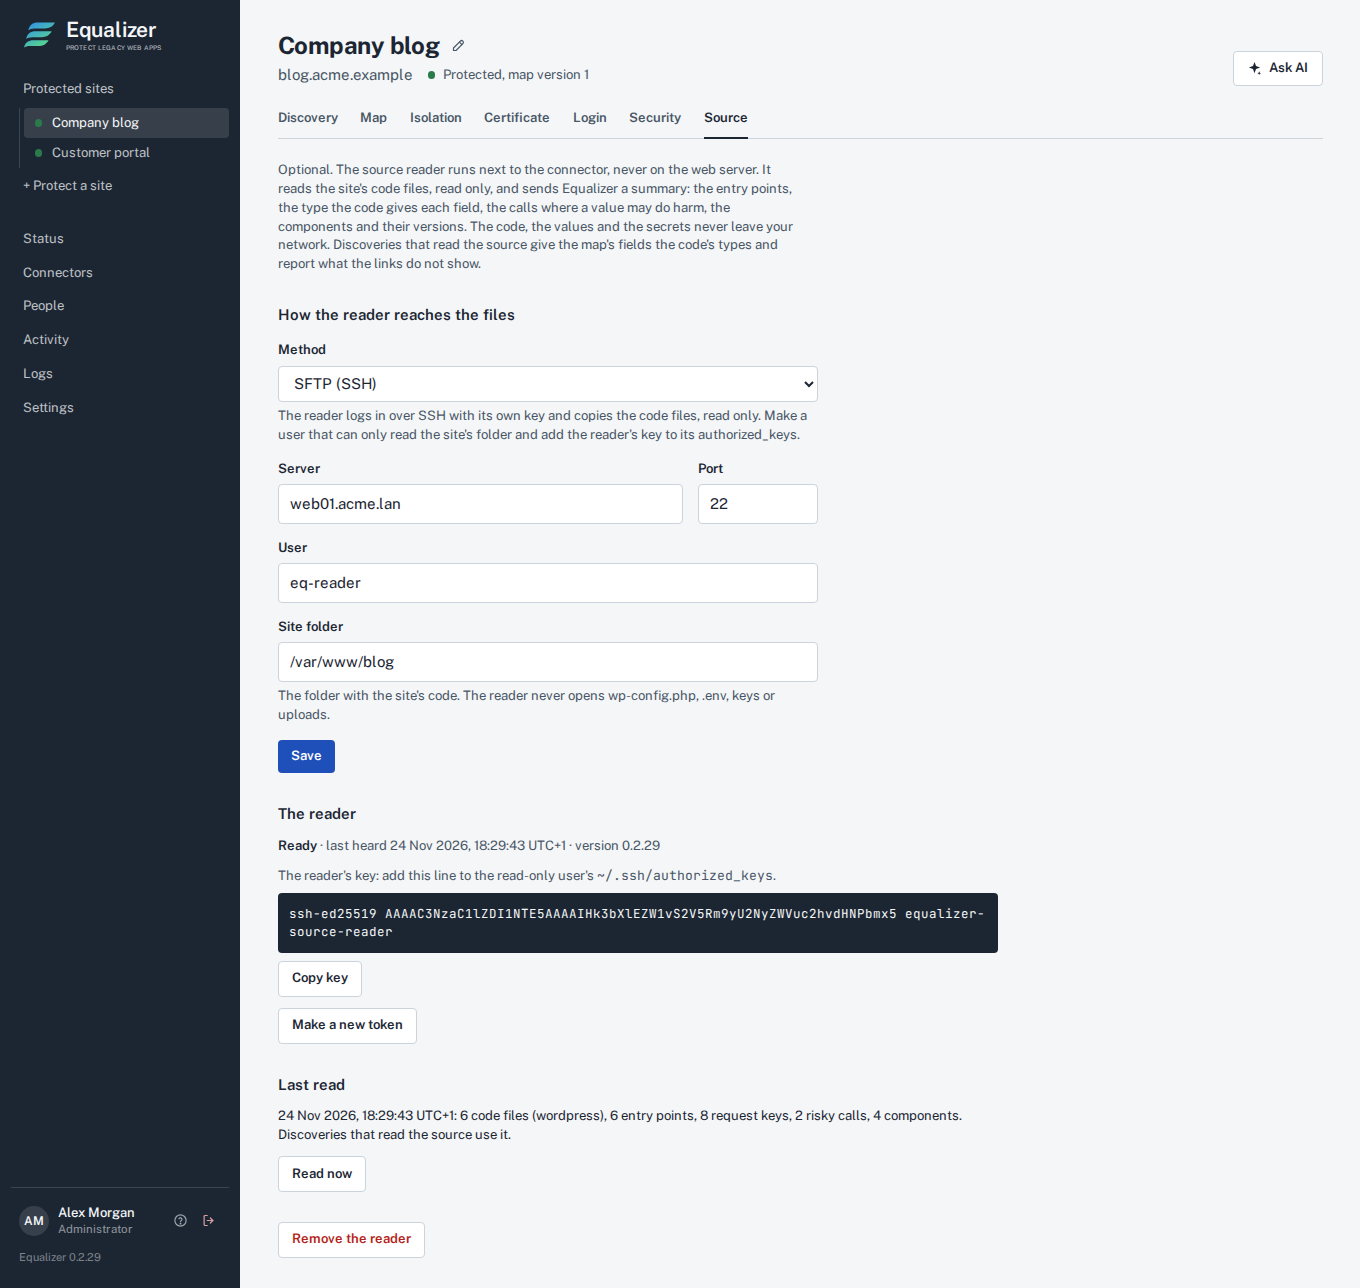 Equalizer
PROTECT LEGACY WEB APPS
Protected sites
Company blog
Customer portal
+ Protect a site
Status
Connectors
People
Activity
Logs
Settings
AM
Alex Morgan
Administrator
Equalizer 0.2.29
Company blog
blog.acme.example
Protected, map version 1
Ask AI
Discovery
Map
Isolation
Certificate
Login
Security
Source
Optional. The source reader runs next to the connector, never on the web server. It
reads the site's code files, read only, and sends Equalizer a summary: the entry points,
the type the code gives each field, the calls where a value may do harm, the
components and their versions. The code, the values and the secrets never leave your
network. Discoveries that read the source give the map's fields the code's types and
report what the links do not show.
How the reader reaches the files
Method
SFTP (SSH)
The reader logs in over SSH with its own key and copies the code files, read only. Make a
user that can only read the site's folder and add the reader's key to its authorized_keys.
Server
Port
web01.acme.lan
22
User
eq-reader
Site folder
/var/www/blog
The folder with the site's code. The reader never opens wp-config.php, .env, keys or
uploads.
Save
The reader
Ready · last heard 24 Nov 2026, 18:29:43 UTC+1 · version 0.2.29
The reader's key: add this line to the read-only user's ~/.ssh/authorized_keys.
ssh-ed25519 AAAAC3NzaC1lZDI1NTE5AAAAIHk3bXlEZW1vS2V5Rm9yU2NyZWVuc2hvdHNPbmx5 equalizer-
source-reader
Copy key
Make a new token
Last read
24 Nov 2026, 18:29:43 UTC+1: 6 code files (wordpress), 6 entry points, 8 request keys, 2 risky calls, 4 components.
Discoveries that read the source use it.
Read now
Remove the reader